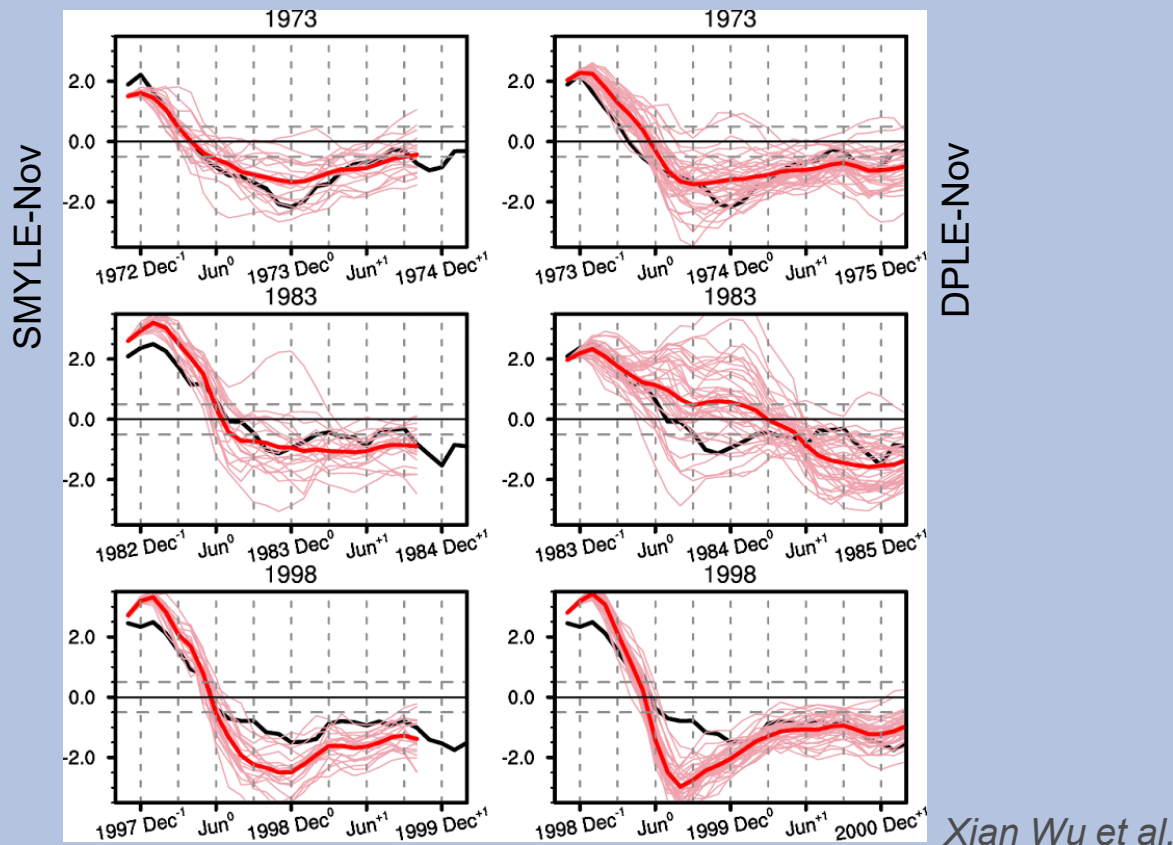 SMYLE-Nov
1973
2.0
0.0
-2.0
1972 Dec⁻¹ Jun⁰ 1973 Dec⁰ Jun⁺¹ 1974 Dec⁺¹
1973
2.0
0.0
-2.0
1973 Dec⁻¹ Jun⁰ 1974 Dec⁰ Jun⁺¹ 1975 Dec⁺¹
1983
2.0
0.0
-2.0
1982 Dec⁻¹ Jun⁰ 1983 Dec⁰ Jun⁺¹ 1984 Dec⁺¹
1983
2.0
0.0
-2.0
1983 Dec⁻¹ Jun⁰ 1984 Dec⁰ Jun⁺¹ 1985 Dec⁺¹
1998
2.0
0.0
-2.0
1997 Dec⁻¹ Jun⁰ 1998 Dec⁰ Jun⁺¹ 1999 Dec⁺¹
1998
2.0
0.0
-2.0
1998 Dec⁻¹ Jun⁰ 1999 Dec⁰ Jun⁺¹ 2000 Dec⁺¹
DPLE-Nov
Xian Wu et al.